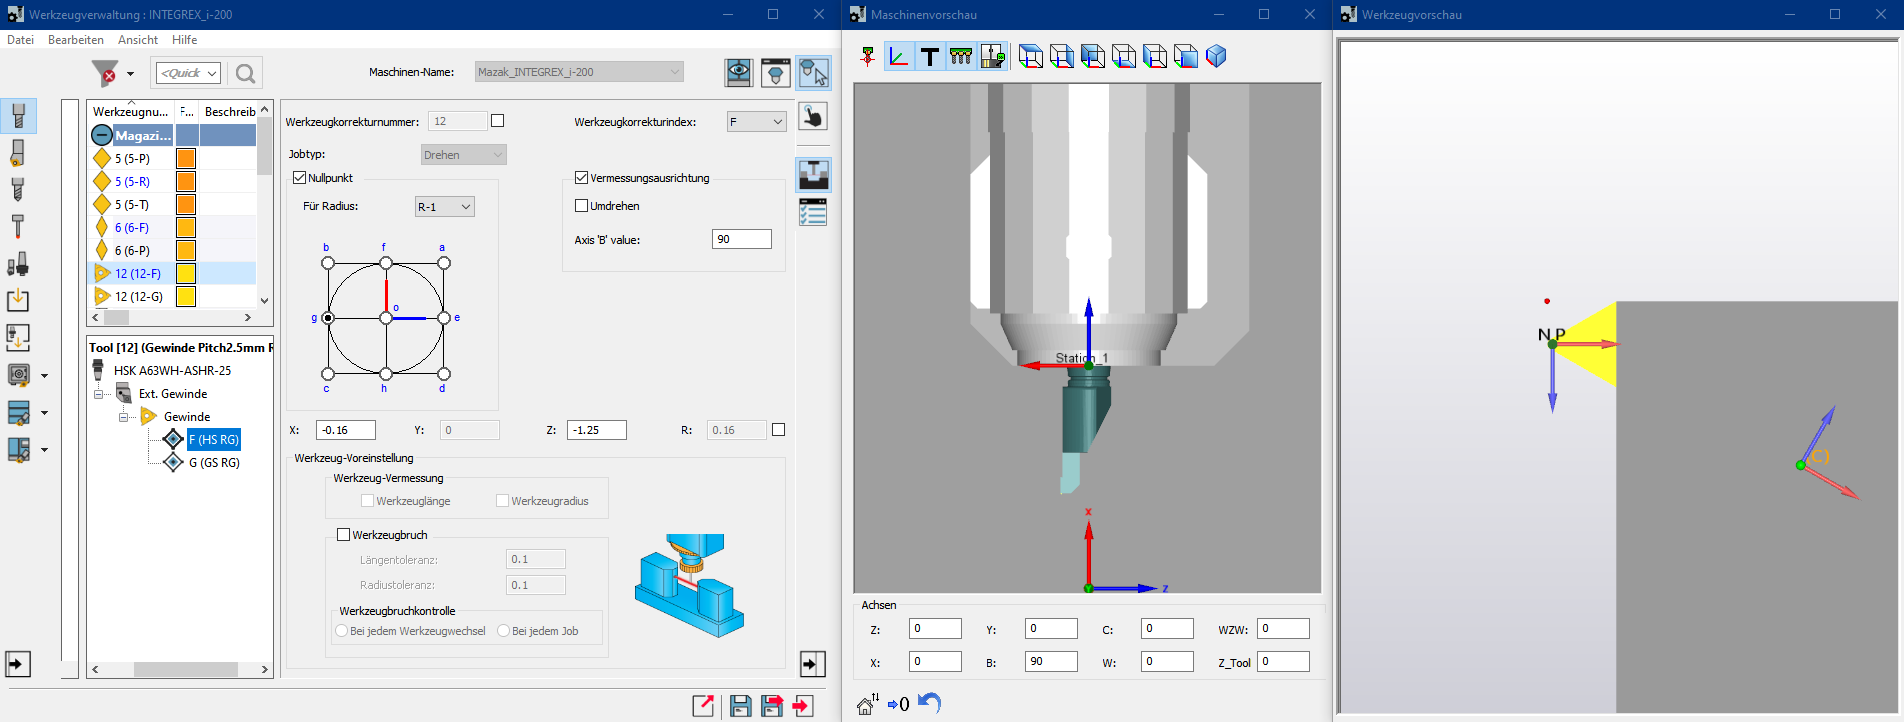 Werkzeugverwaltung : INTEGREX_i-200
Datei Bearbeiten Ansicht Hilfe
<Quick
Maschinen-Name: Mazak_INTEGREX_i-200
Werkzeugnu... F... Beschreib
Magazi...
5 (5-P)
5 (5-R)
5 (5-T)
6 (6-F)
6 (6-P)
12 (12-F)
12 (12-G)
Tool [12] (Gewinde Pitch2.5mm R
HSK A63WH-ASHR-25
Ext. Gewinde
Gewinde
F (HS RG)
G (GS RG)
Werkzeugkorrekturnummer: 12
Werkzeugkorrekturindex: F
Jobtyp: Drehen
Nullpunkt
Für Radius: R-1
b f a
g o e
c h d
Vermessungsausrichtung
Umdrehen
Axis 'B' value: 90
X: -0.16 Y: 0 Z: -1.25 R: 0.16
Werkzeug-Voreinstellung
Werkzeug-Vermessung
Werkzeuglänge Werkzeugradius
Werkzeugbruch
Längentoleranz: 0.1
Radiustoleranz: 0.1
Werkzeugbruchkontrolle
Bei jedem Werkzeugwechsel Bei jedem Job
Maschinenvorschau
Station_1
X
Y
Z
Achsen
Z: 0 Y: 0 C: 0 WZW: 0
X: 0 B: 90 W: 0 Z_Tool 0
→0
Werkzeugvorschau
N P
(C)